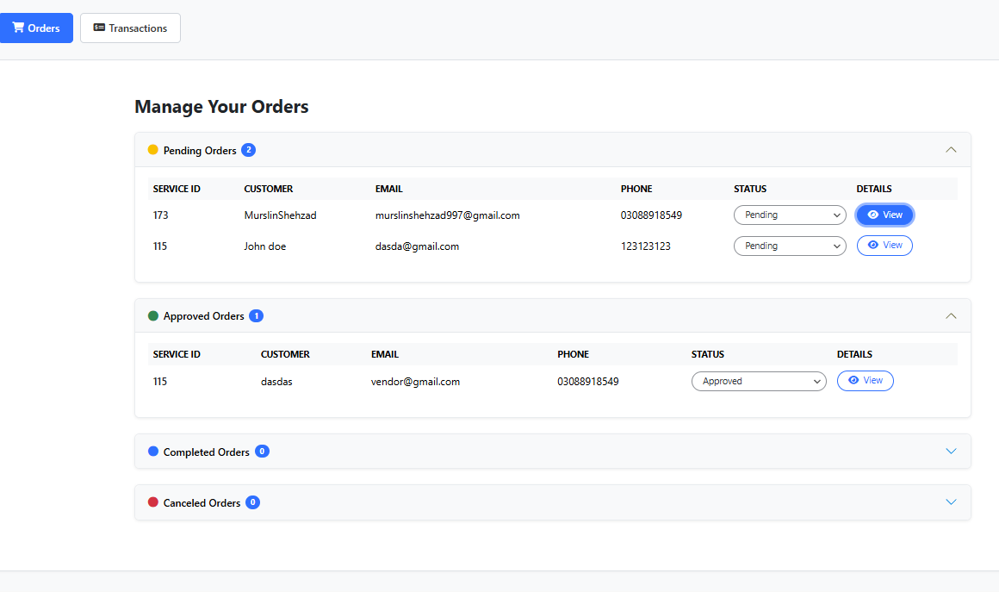 Orders Transactions
Manage Your Orders
Pending Orders 2
SERVICE ID CUSTOMER EMAIL PHONE STATUS DETAILS
173 MurslinShehzad murslinshehzad997@gmail.com 03088918549 Pending View
115 John doe dasda@gmail.com 123123123 Pending View
Approved Orders 1
SERVICE ID CUSTOMER EMAIL PHONE STATUS DETAILS
115 dasdas vendor@gmail.com 03088918549 Approved View
Completed Orders 0
Canceled Orders 0